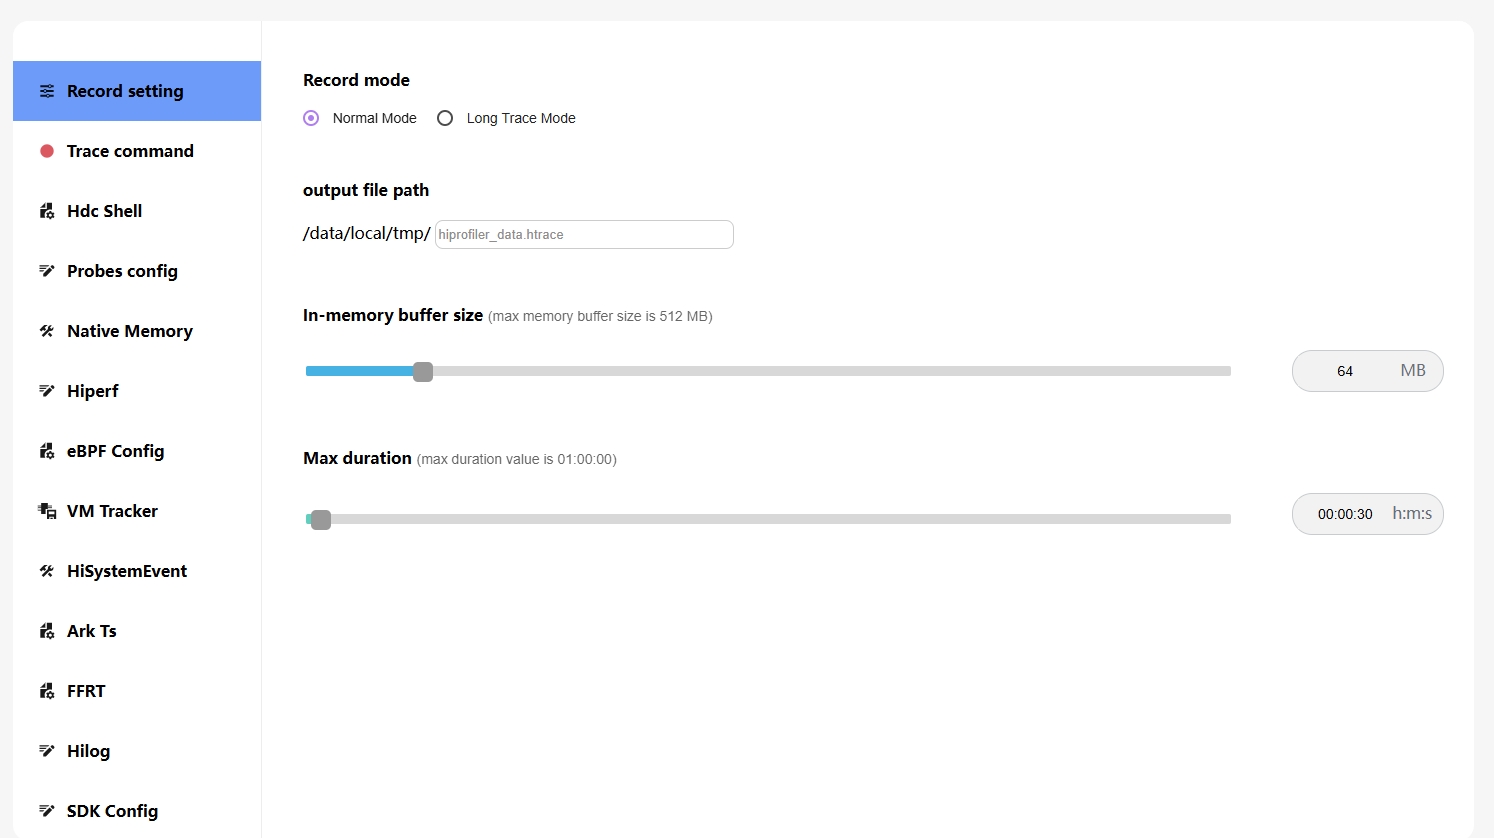 Record setting
Trace command
Hdc Shell
Probes config
Native Memory
Hiperf
eBPF Config
VM Tracker
HiSystemEvent
Ark Ts
FFRT
Hilog
SDK Config
Record mode
Normal Mode Long Trace Mode
output file path
/data/local/tmp/ hiprofiler_data.htrace
In-memory buffer size (max memory buffer size is 512 MB)
64 MB
Max duration (max duration value is 01:00:00)
00:00:30 h:m:s